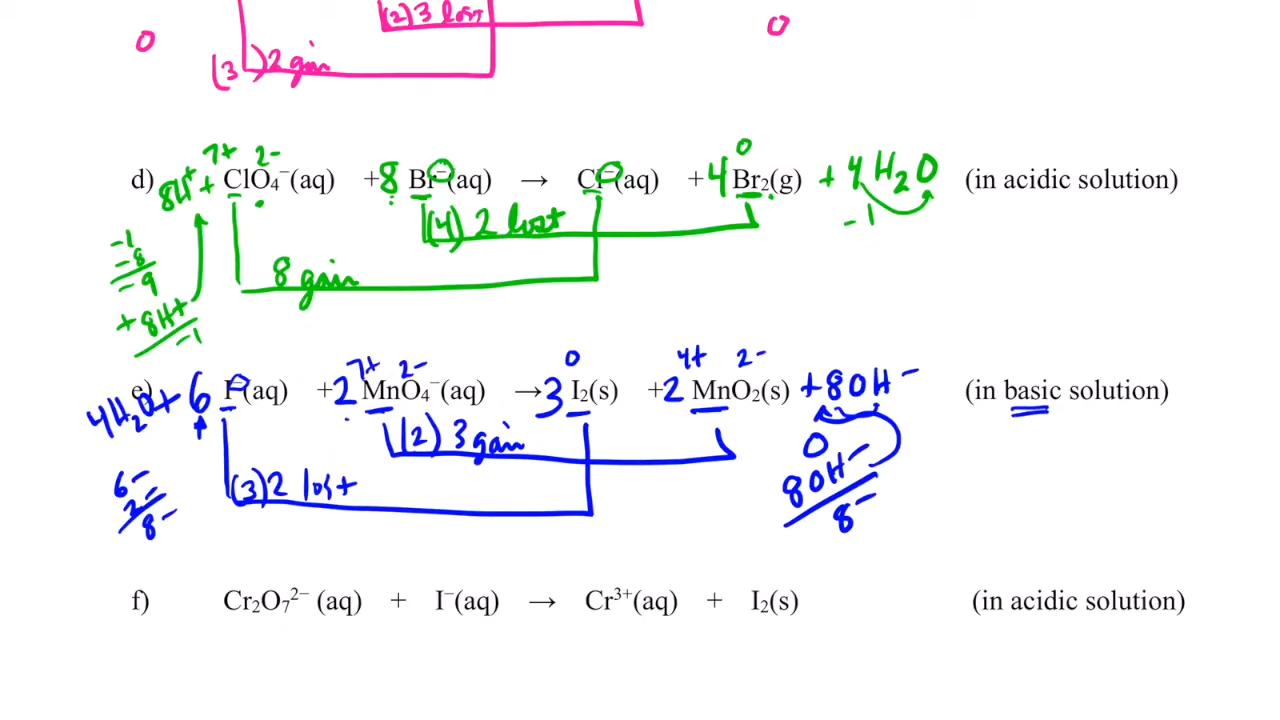 (2) 3 lost
0 0
(3) 2 gain
7+ 2- 0
d) 8H⁺ + ClO₄⁻(aq) + 8 Br⁻(aq) → Cl⁻(aq) + 4 Br₂(g) + 4H₂O (in acidic solution)
(4) 2 lost -1
8 gain
-1
-8
-9
+8H+
-1
7+ 2- 0 4+ 2-
e) 4H₂O + 6 I⁻(aq) + 2 MnO₄⁻(aq) → 3 I₂(s) + 2 MnO₂(s) + 8OH⁻ (in basic solution)
(2) 3 gain 0
(3) 2 lost 8OH⁻
6- 8-
2-
8-
f) Cr₂O₇²⁻ (aq) + I⁻(aq) → Cr³⁺(aq) + I₂(s) (in acidic solution)